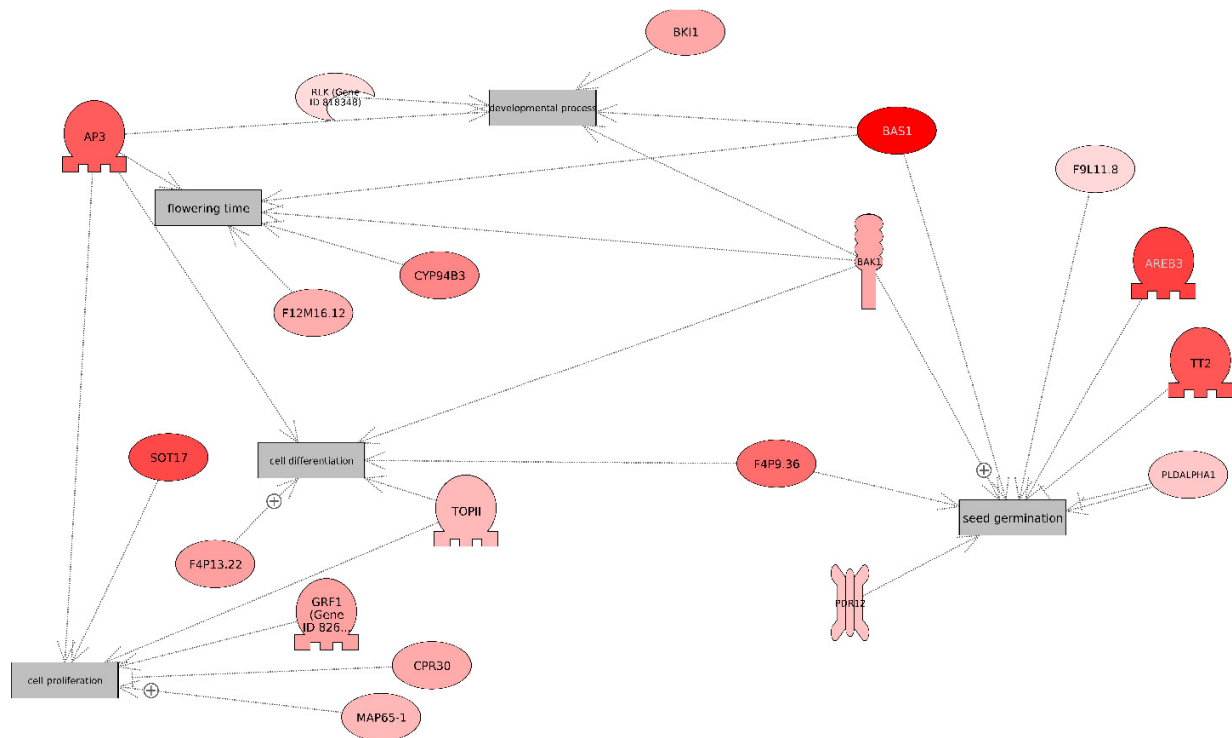 BKI1
RLK (Gene
ID 818348)
developmental process
AP3
BAS1
F9L11.8
flowering time
BAK1
AREB3
CYP94B3
F12M16.12
TT2
SOT17
cell differentiation
F4P9.36
PLDALPHA1
TOPII
seed germination
F4P13.22
PDR12
GRF1
(Gene
ID 826...
CPR30
cell proliferation
MAP65-1